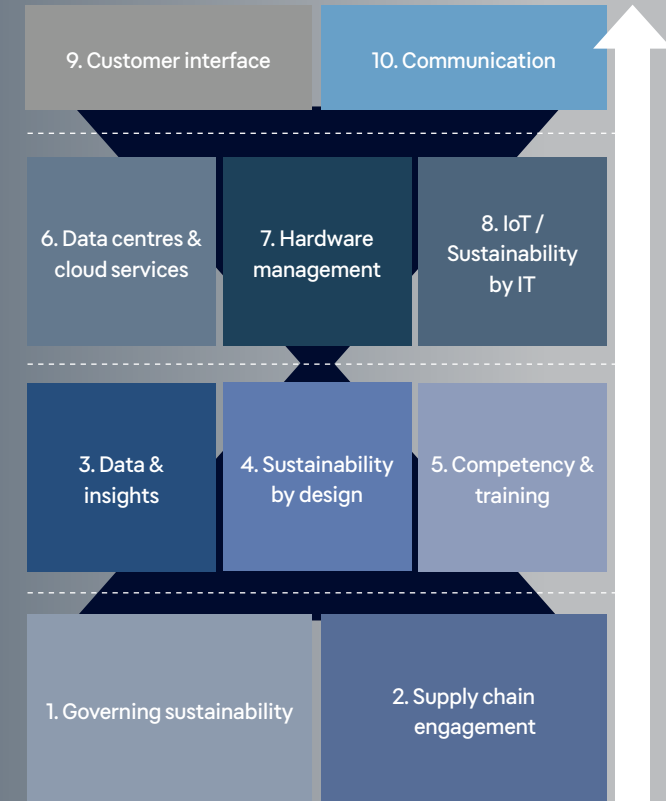 9. Customer interface
10. Communication
6. Data centres &
cloud services
7. Hardware
management
8. IoT /
Sustainability
by IT
3. Data &
insights
4. Sustainability
by design
5. Competency &
training
1. Governing sustainability
2. Supply chain
engagement